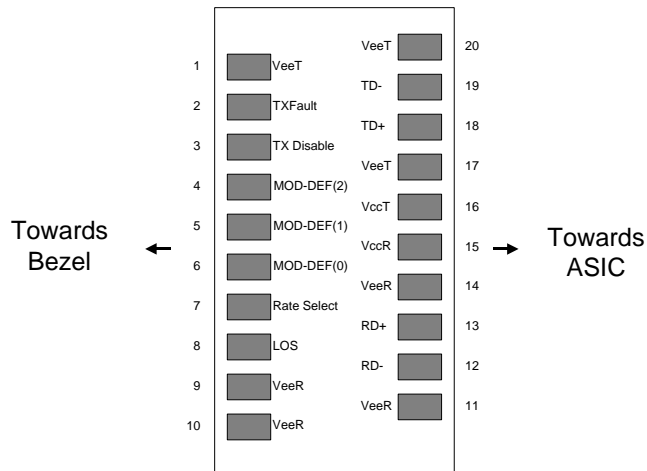 VeeT 20
1 VeeT
TD- 19
2 TXFault
TD+ 18
3 TX Disable
VeeT 17
4 MOD-DEF(2)
VccT 16
5 MOD-DEF(1)
Towards
Bezel
VccR 15
Towards
ASIC
6 MOD-DEF(0)
VeeR 14
7 Rate Select
RD+ 13
8 LOS
RD- 12
9 VeeR
VeeR 11
10 VeeR